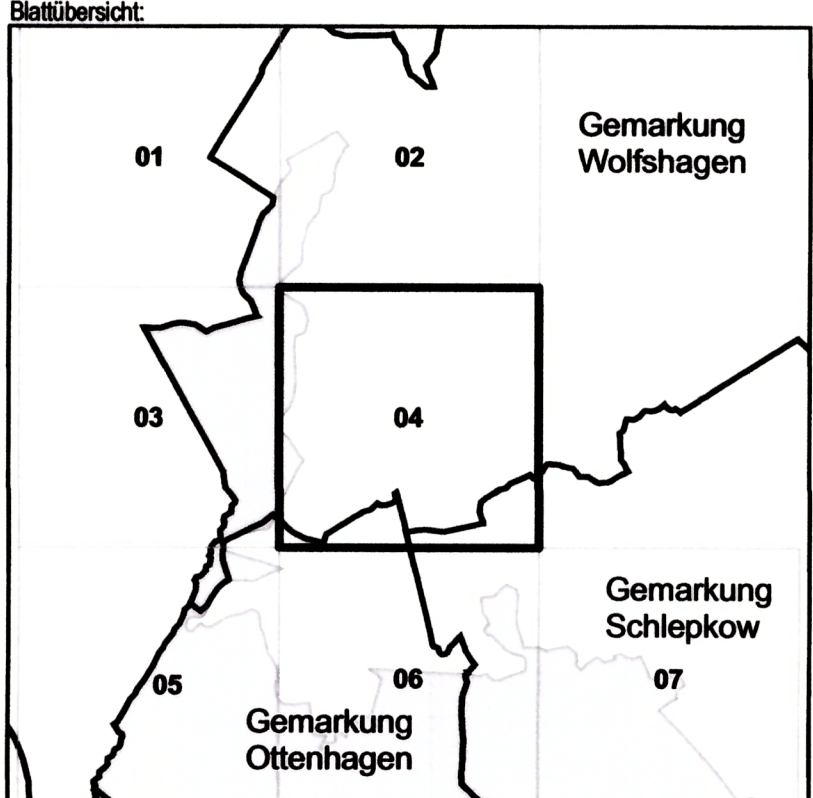 Blattübersicht:
Gemarkung
Wolfshagen
01
02
03
04
Gemarkung
Schlepkow
05
06
07
Gemarkung
Ottenhagen